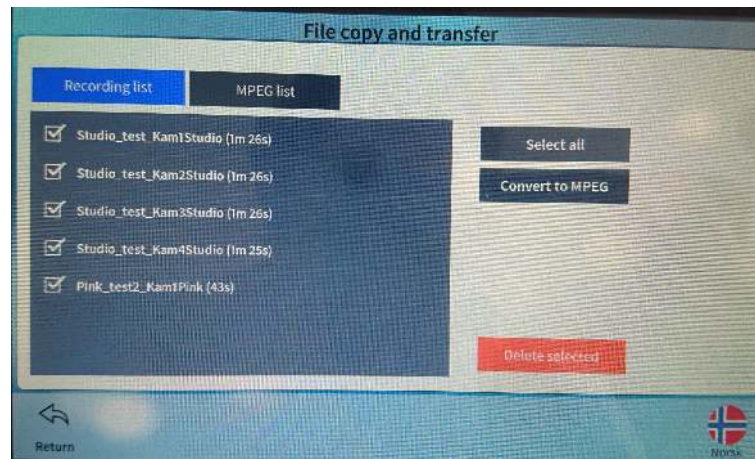 File copy and transfer
Recording list
MPEG list
Studio_test_Kam1Studio (1m 26s)
Studio_test_Kam2Studio (1m 26s)
Studio_test_Kam3Studio (1m 26s)
Studio_test_Kam4Studio (1m 25s)
Pink_test2_Kam1Pink (43s)
Select all
Convert to MPEG
Delete selected
Return
Norsk